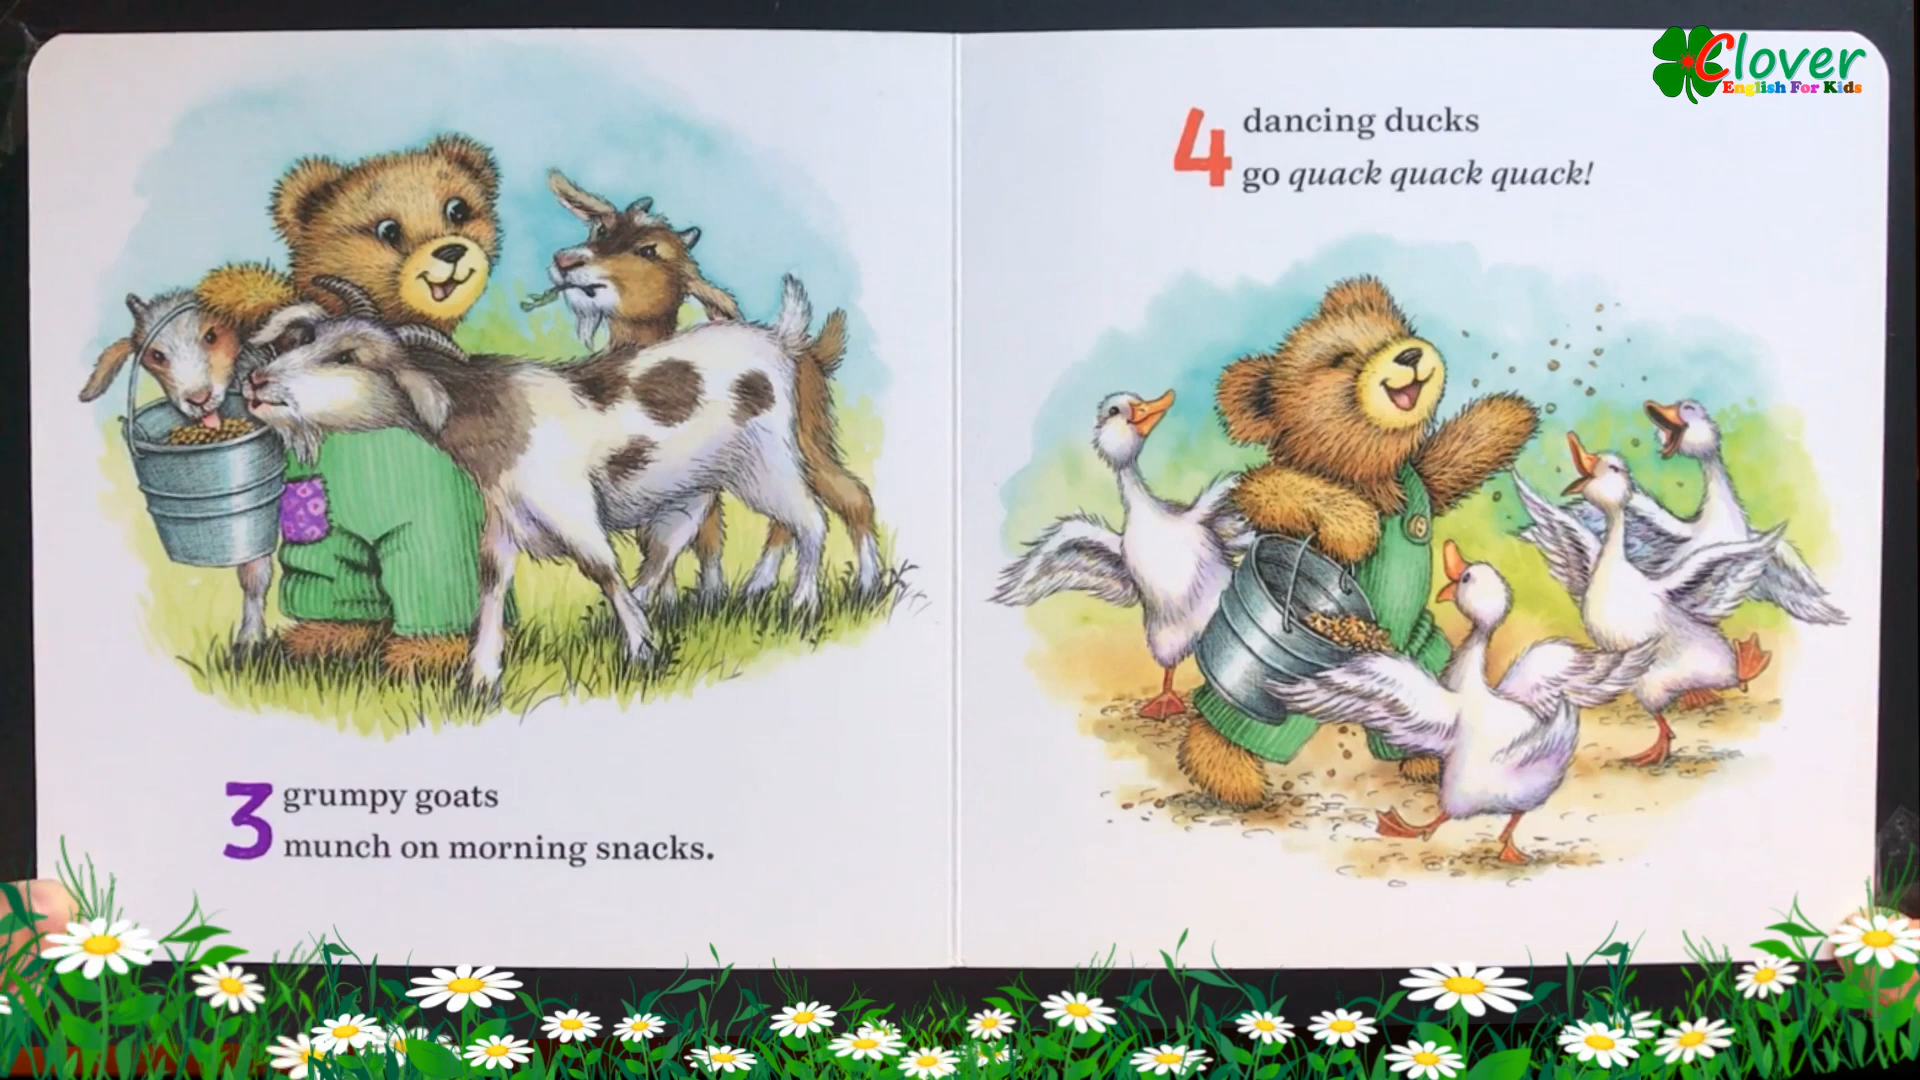 3 grumpy goats
munch on morning snacks.
4 dancing ducks
go quack quack quack!
Clover
English For Kids